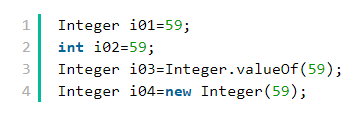 1 Integer i01=59;
2 int i02=59;
3 Integer i03=Integer.valueOf(59);
4 Integer i04=new Integer(59);